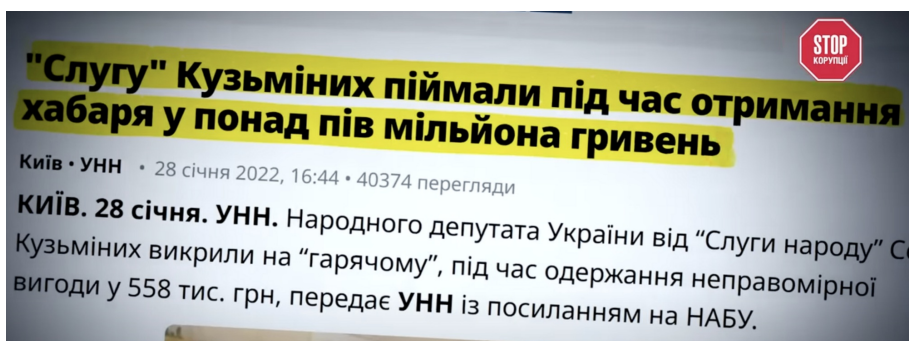 STOP
КОРУПЦІЇ
"Слугу" Кузьміних піймали під час отримання
хабаря у понад пів мільйона гривень
Київ • УНН • 28 січня 2022, 16:44 • 40374 перегляди
КИЇВ. 28 січня. УНН. Народного депутата України від “Слуги народу”
Кузьміних викрили на “гарячому”, під час одержання неправомірної
вигоди у 558 тис. грн, передає УНН із посиланням на НАБУ.